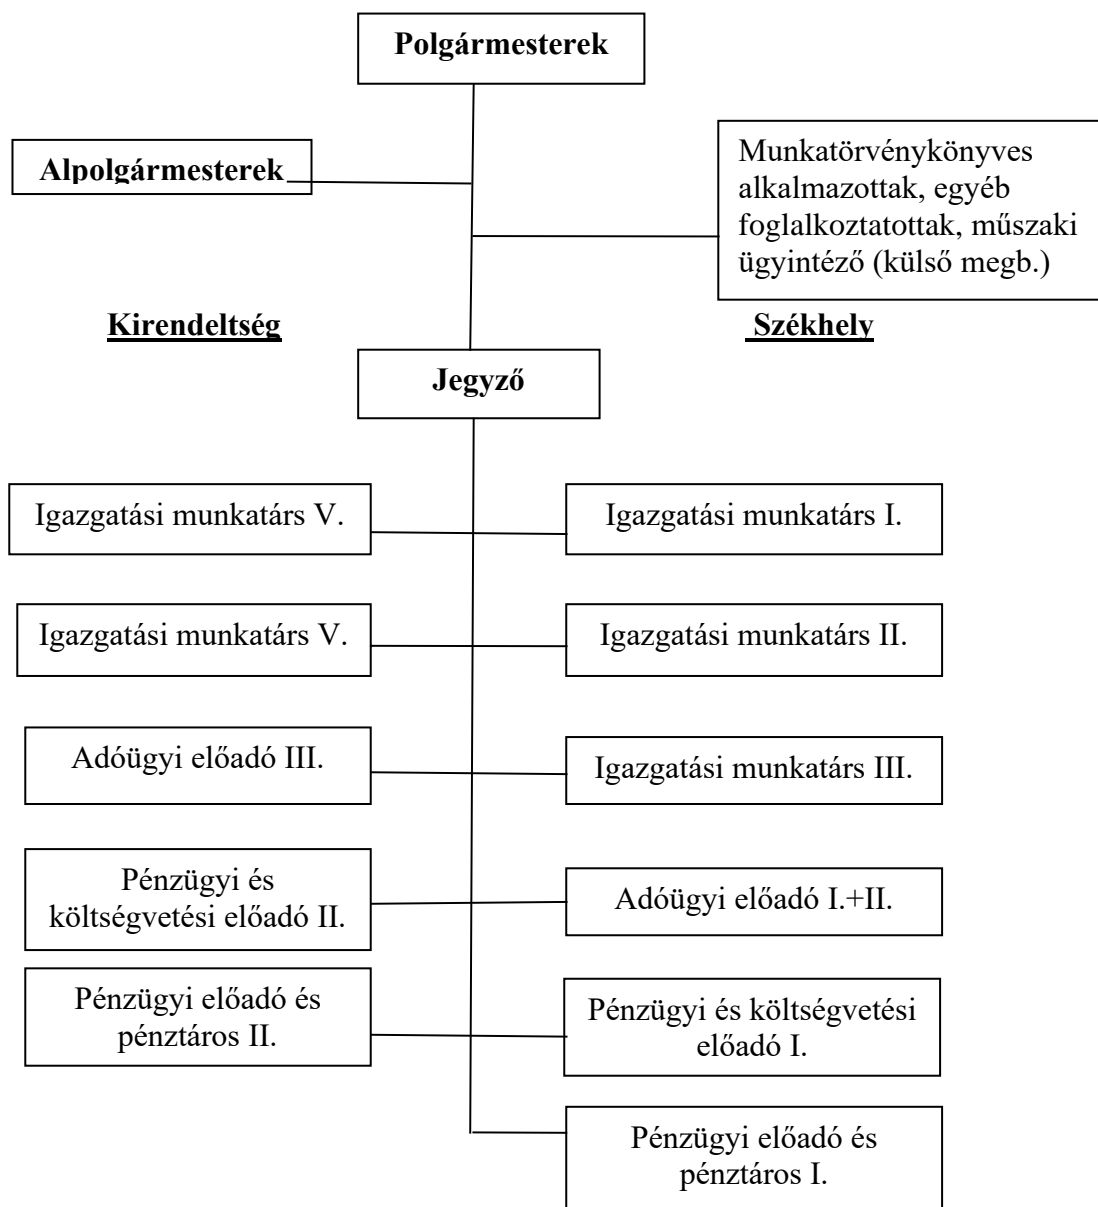 Polgármesterek
Alpolgármesterek
Munkatörvénykönyves
alkalmazottak, egyéb
foglalkoztatottak, műszaki
ügyintéző (külső megb.)
Kirendeltség
Székhely
Jegyző
Igazgatási munkatárs V.
Igazgatási munkatárs I.
Igazgatási munkatárs V.
Igazgatási munkatárs II.
Adóügyi előadó III.
Igazgatási munkatárs III.
Pénzügyi és
költségvetési előadó II.
Adóügyi előadó I.+II.
Pénzügyi előadó és
pénztáros II.
Pénzügyi és költségvetési
előadó I.
Pénzügyi előadó és
pénztáros I.